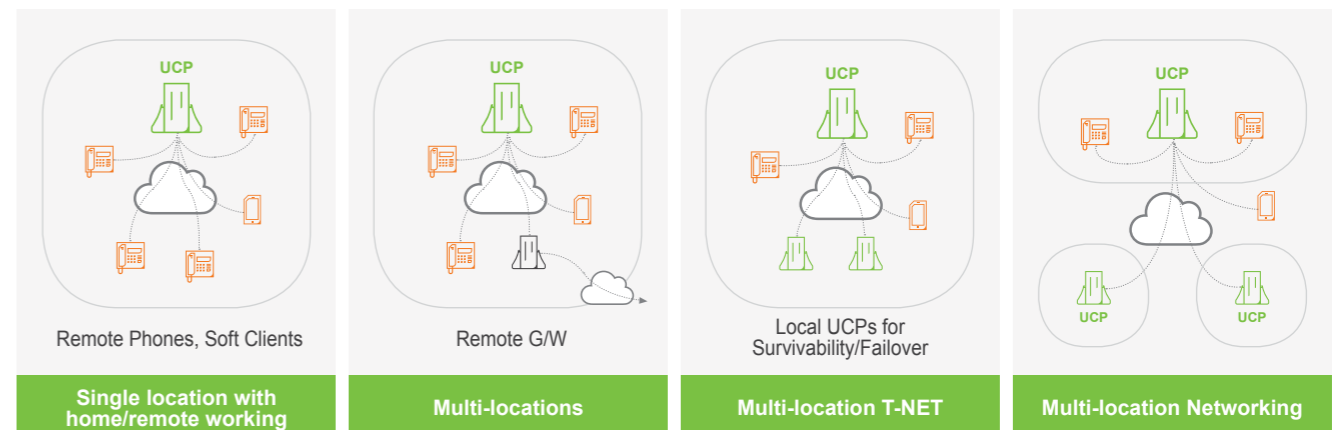 UCP
Remote Phones, Soft Clients
Single location with
home/remote working
UCP
Remote G/W
Multi-locations
UCP
Local UCPs for
Survivability/Failover
Multi-location T-NET
UCP
UCP
UCP
Multi-location Networking